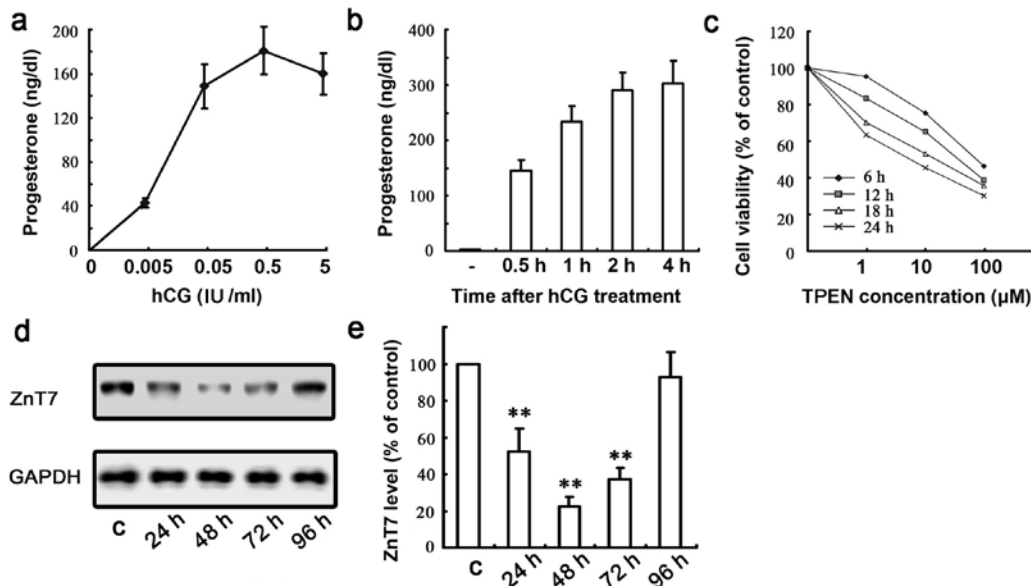 a
Progesterone (ng/dl)
200
160
120
80
40
0
0 0.005 0.05 0.5 5
hCG (IU /ml)
b
Progesterone (ng/dl)
400
300
200
100
0
- 0.5 h 1 h 2 h 4 h
Time after hCG treatment
c
Cell viability (% of control)
120
100
80
60
40
20
0
6 h
12 h
18 h
24 h
1 10 100
TPEN concentration (µM)
d
ZnT7
GAPDH
C 24 h 48 h 72 h 96 h
e
ZnT7 level (% of control)
100
80
60
40
20
0
** ** **
C 24 h 48 h 72 h 96 h